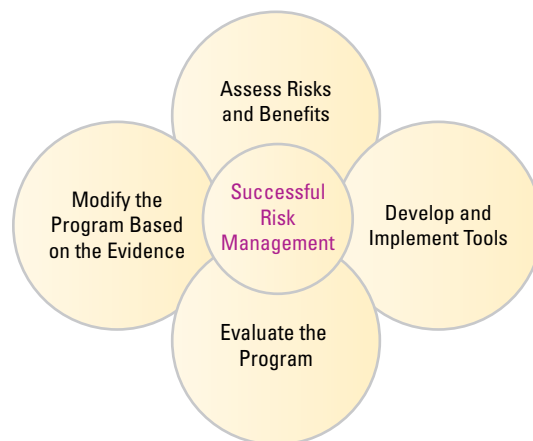 Assess Risks
and Benefits
Modify the
Program Based
on the Evidence
Successful
Risk
Management
Develop and
Implement Tools
Evaluate the
Program